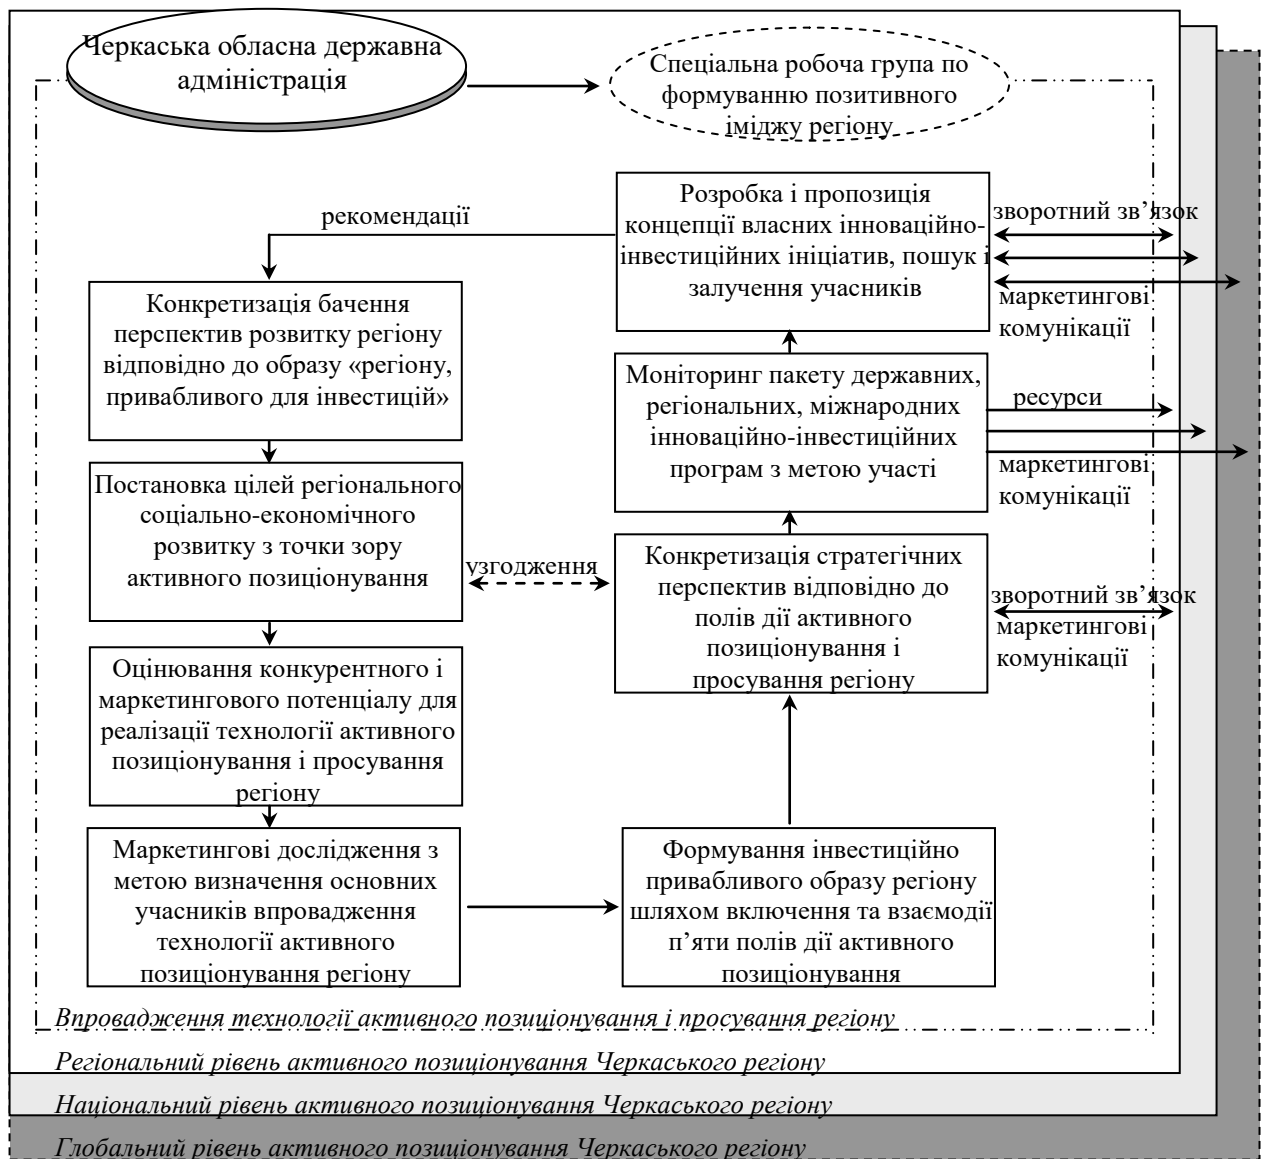 Черкаська обласна державна
адміністрація
Спеціальна робоча група по
формуванню позитивного
іміджу регіону
рекомендації
Розробка і пропозиція
концепції власних інноваційно-
інвестиційних ініціатив, пошук і
залучення учасників
зворотний зв’язок
маркетингові
комунікації
Конкретизація бачення
перспектив розвитку регіону
відповідно до образу «регіону,
привабливого для інвестицій»
Моніторинг пакету державних,
регіональних, міжнародних
інноваційно-інвестиційних
програм з метою участі
ресурси
маркетингові
комунікації
Постановка цілей регіонального
соціально-економічного
розвитку з точки зору
активного позиціонування
узгодження
Конкретизація стратегічних
перспектив відповідно до
полів дії активного
позиціонування і
просування регіону
зворотний зв’язок
маркетингові
комунікації
Оцінювання конкурентного і
маркетингового потенціалу для
реалізації технології активного
позиціонування і просування
регіону
Маркетингові дослідження з
метою визначення основних
учасників впровадження
технології активного
позиціонування регіону
Формування інвестиційно
привабливого образу регіону
шляхом включення та взаємодії
п’яти полів дії активного
позиціонування
Впровадження технології активного позиціонування і просування регіону
Регіональний рівень активного позиціонування Черкаського регіону
Національний рівень активного позиціонування Черкаського регіону
Глобальний рівень активного позиціонування Черкаського регіону